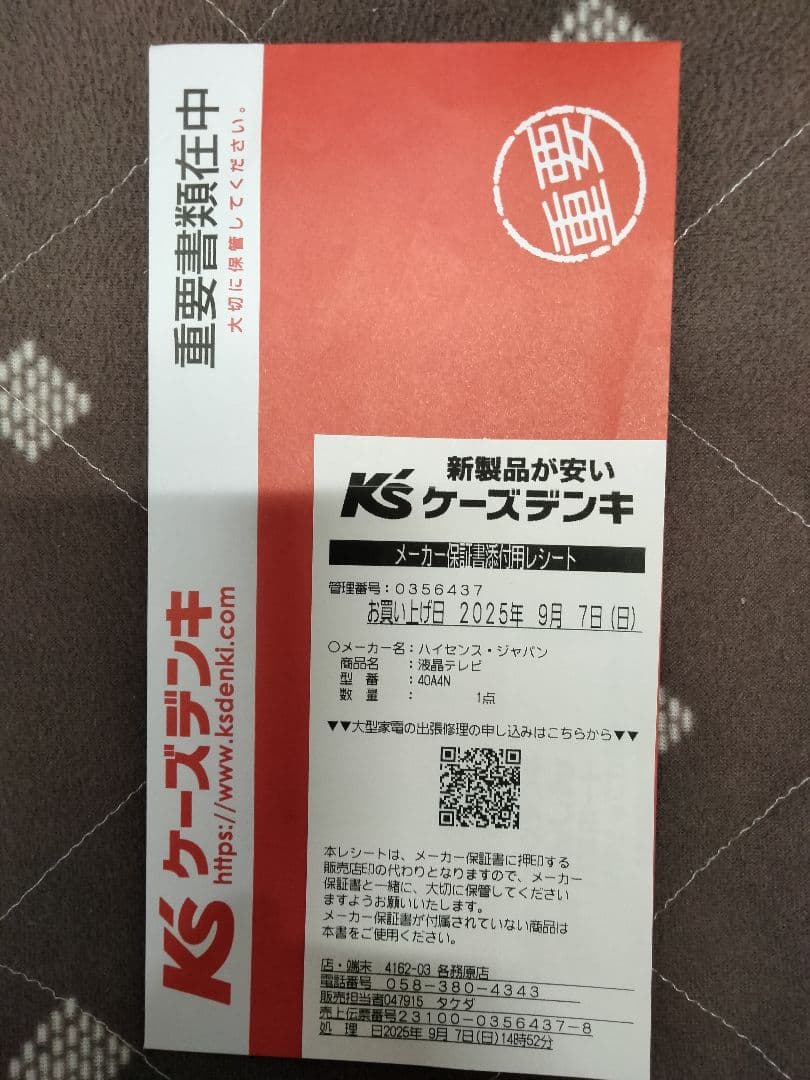 重要書類在中
大切に保管してください。
重要
K's ケーズデンキ
https://www.ksdenki.com
新製品が安い
K's ケーズデンキ
メーカー保証書添付用レシート
管理番号：0356437
お買い上げ日 2025年 9月 7日(日)
○メーカー名：ハイセンス・ジャパン
商品名 ：液晶テレビ
型 番 ：40A4N
数 量 ： 1点
▼▼大型家電の出張修理の申し込みはこちらから▼▼
本レシートは、メーカー保証書に押印する
販売店印の代わりとなりますので、メーカー
保証書と一緒に、大切に保管してください
ますようお願いいたします。
メーカー保証書が付属されていない商品は
本書をご使用ください。
店・端末 4162-03 各務原店
電話番号 058-380-4343
販売担当者047915 タケダ
売上伝票番号23100-0356437-8
処 理 日2025年 9月 7日(日)14時52分